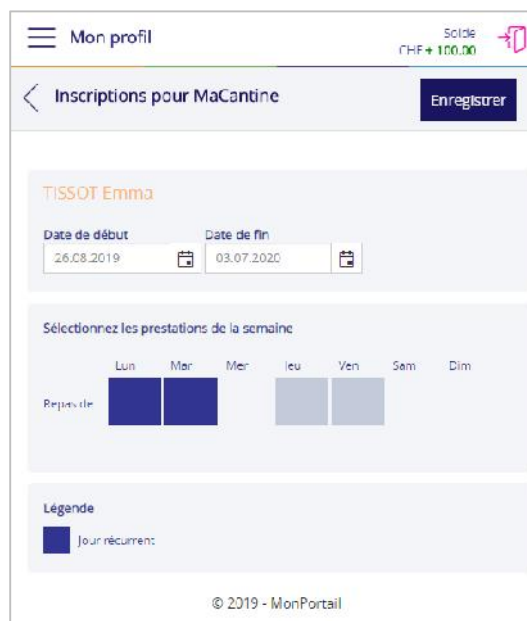 Mon profil
Solde
CHF + 100.00
Inscriptions pour MaCantine
Enregistrer
TISSOT Emma
Date de début Date de fin
26.08.2019 03.07.2020
Sélectionnez les prestations de la semaine
Lun Mar Mer Jeu Ven Sam Dim
Repas de
Légende
Jour récurrent
© 2019 - MonPortail